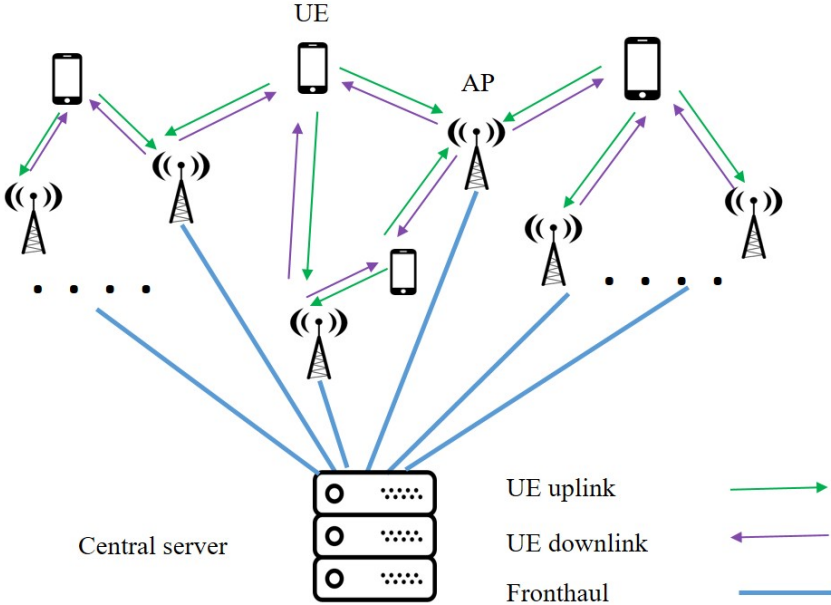 UE
AP
UE uplink
UE downlink
Central server
Fronthaul